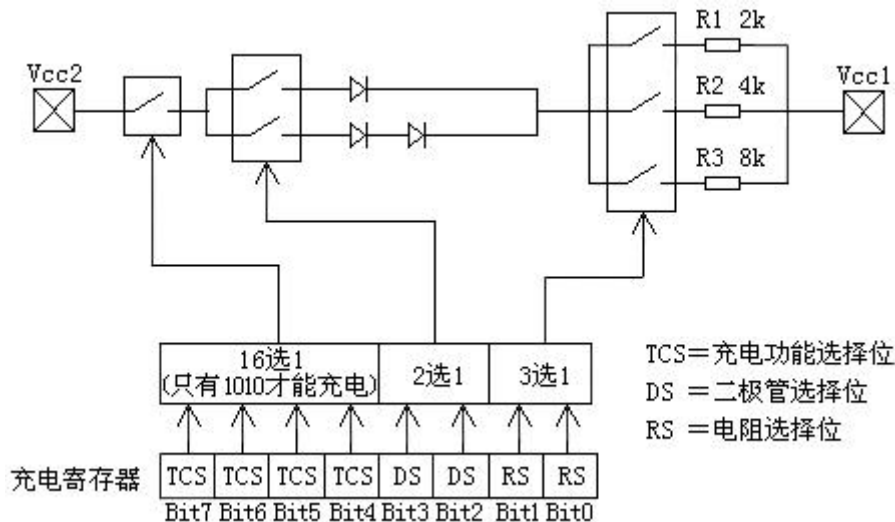 R1 2k
Vcc2
Vcc1
R2 4k
R3 8k
16选1
(只有1010才能充电)
2选1
3选1
TCS＝充电功能选择位
DS ＝二极管选择位
RS ＝电阻选择位
充电寄存器 TCS TCS TCS TCS DS DS RS RS
Bit7 Bit6 Bit5 Bit4 Bit3 Bit2 Bit1 Bit0